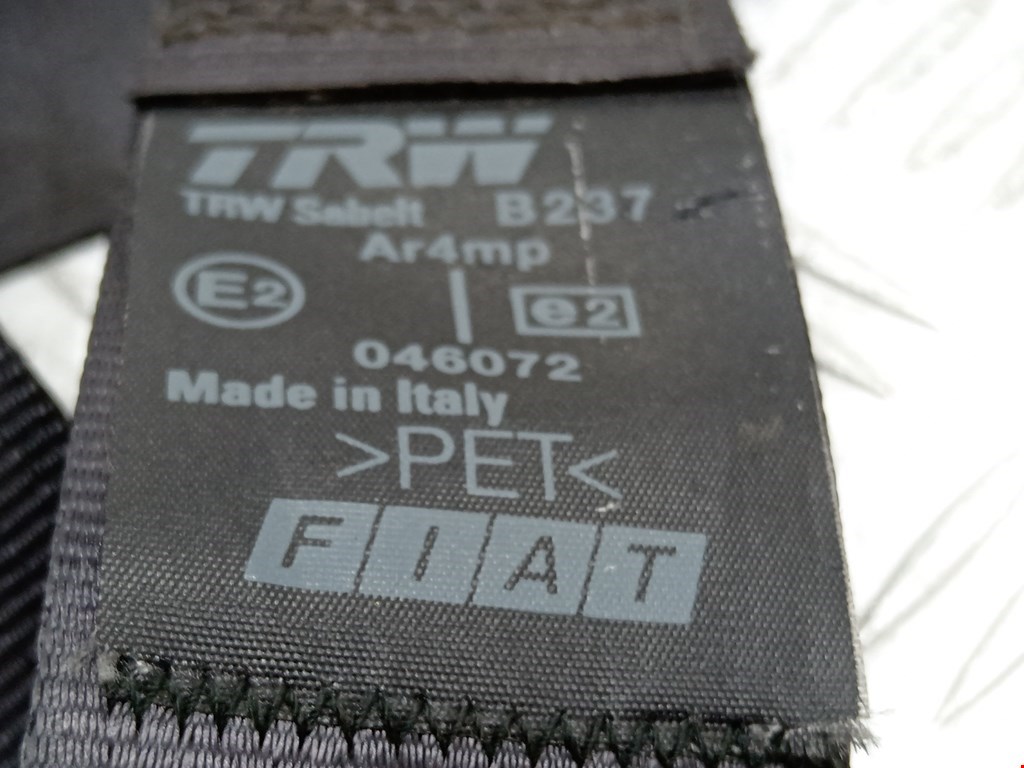 TRW
TRW Sabelt B237
Ar4mp
E2 e2
046072
Made in Italy
>PET<
FIAT